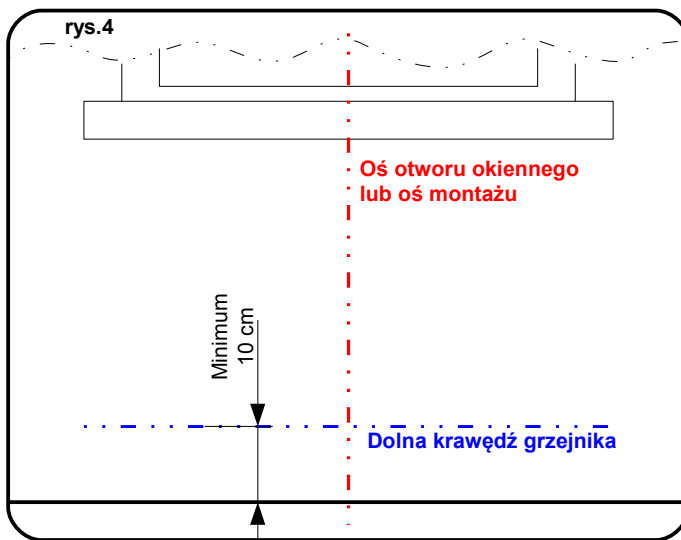 rys.4
Oś otworu okiennego
lub oś montażu
Minimum
10 cm
Dolna krawędź grzejnika